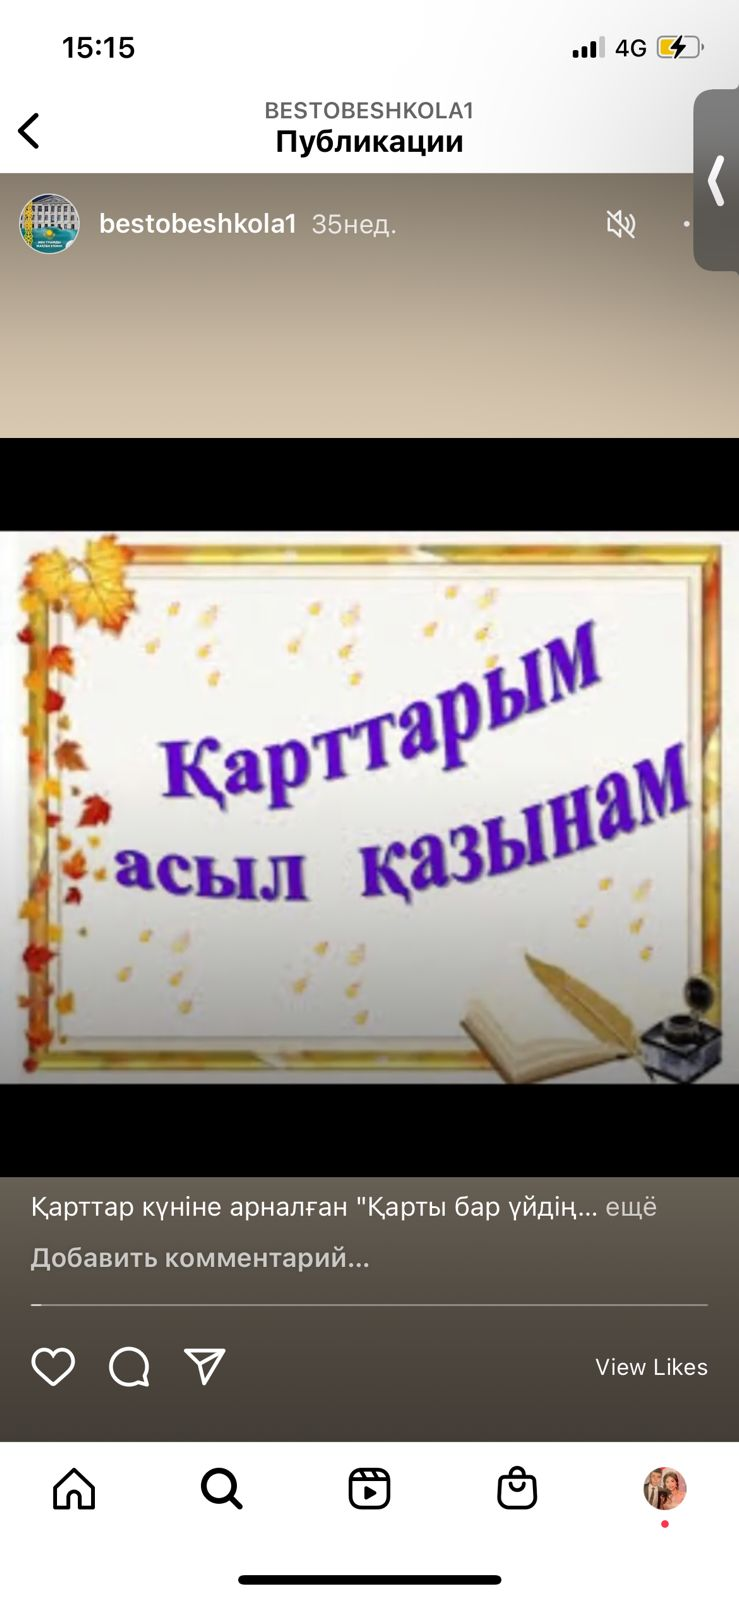 15:15
4G
BESTOBESHKOLA1
Публикации
bestobeshkola1 35нед.
Қарттарым
асыл қазынам
Қарттар күніне арналған "Қарты бар үйдің... ещё
Добавить комментарий...
View Likes